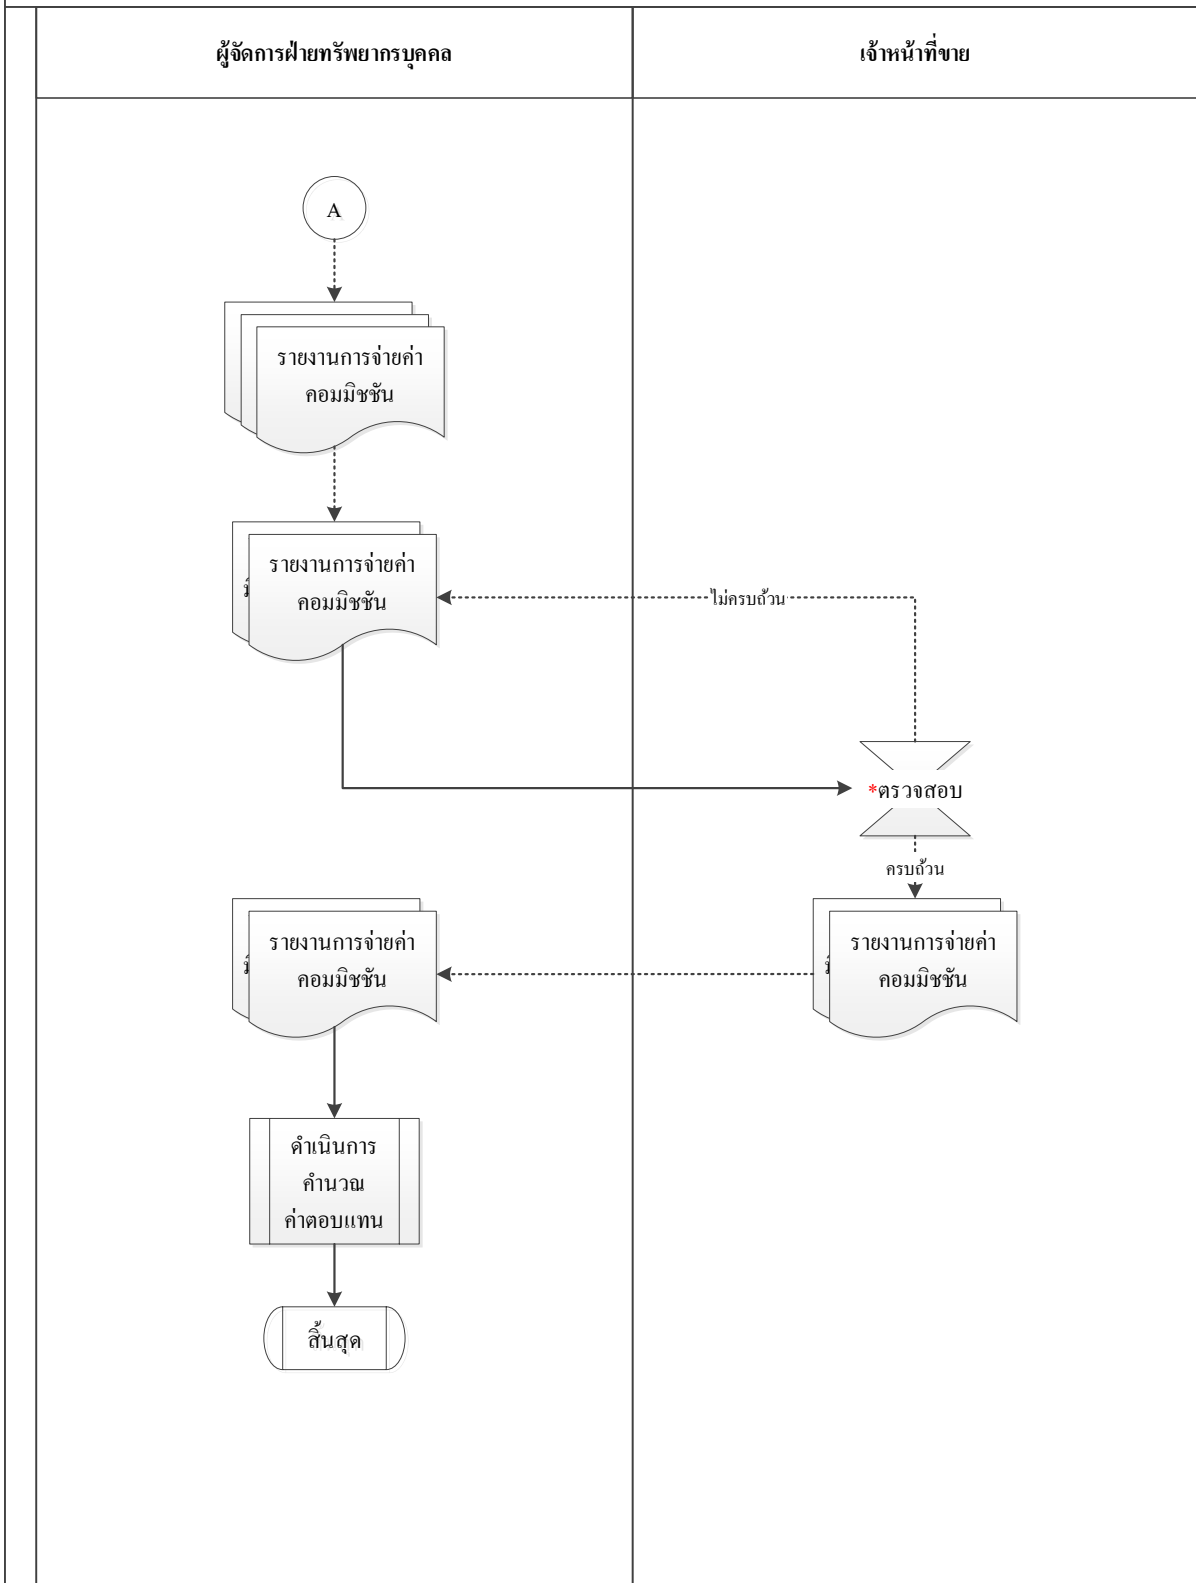 ผู้จัดการฝ่ายทรัพยากรบุคคล
เจ้าหน้าที่ขาย
A
รายงานการจ่ายค่า
คอมมิชชัน
รายงานการจ่ายค่า
คอมมิชชัน
ไม่ครบถ้วน
*ตรวจสอบ
ครบถ้วน
รายงานการจ่ายค่า
คอมมิชชัน
รายงานการจ่ายค่า
คอมมิชชัน
ดำเนินการ
คำนวณ
ค่าตอบแทน
สิ้นสุด